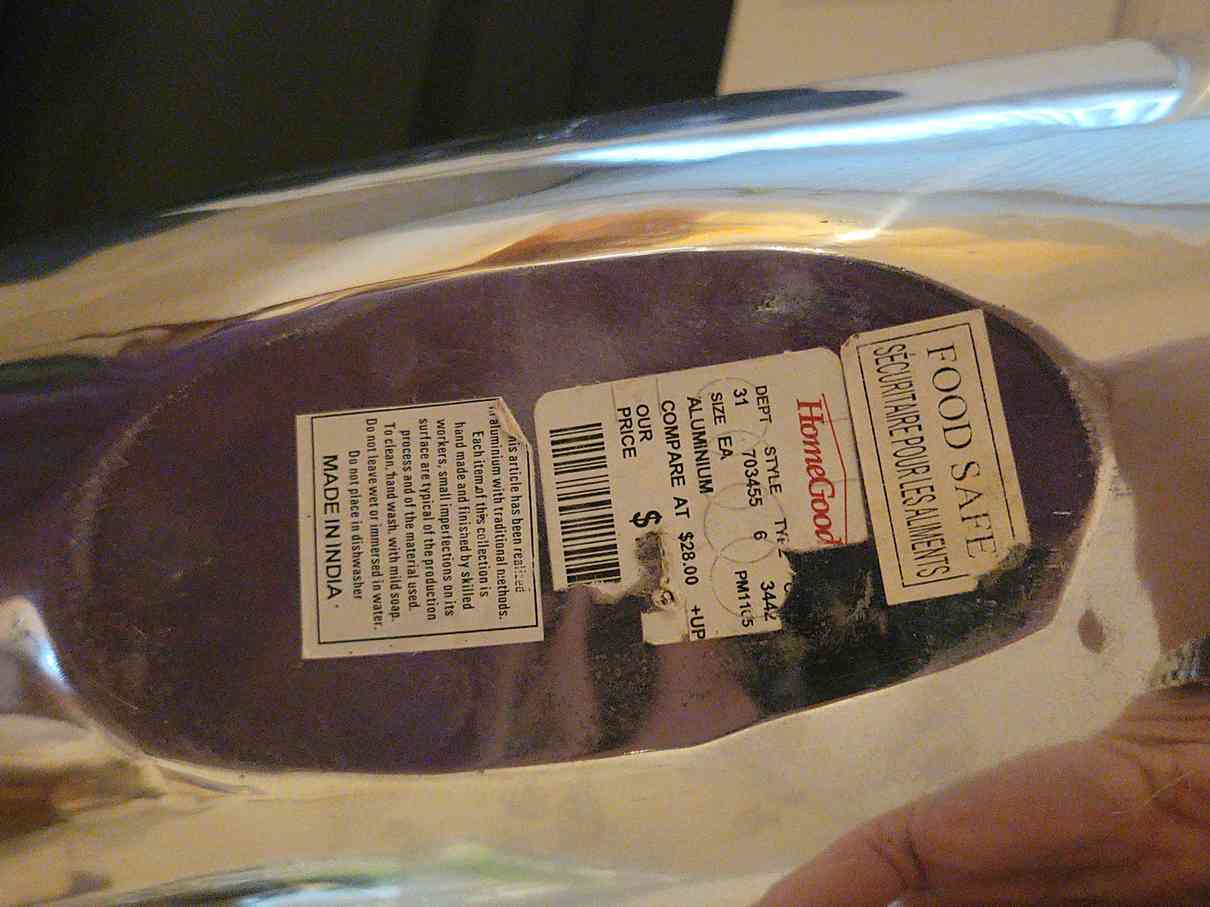 FOOD SAFE
SÉCURITAIRE POUR LES ALIMENTS
HomeGood
DEPT STYLE
31 703455 6 3442
SIZE EA
ALUMINIUM
COMPARE AT $28.00 +UP
OUR
PRICE $
his article has been realized
aluminium with traditional methods.
Each item of this collection is
hand made and finished by skilled
workers, small imperfections on its
surface are typical of the production
process and of the material used.
To clean, hand wash, with mild soap.
Do not leave wet or immersed in water.
Do not place in dishwasher
MADE IN INDIA